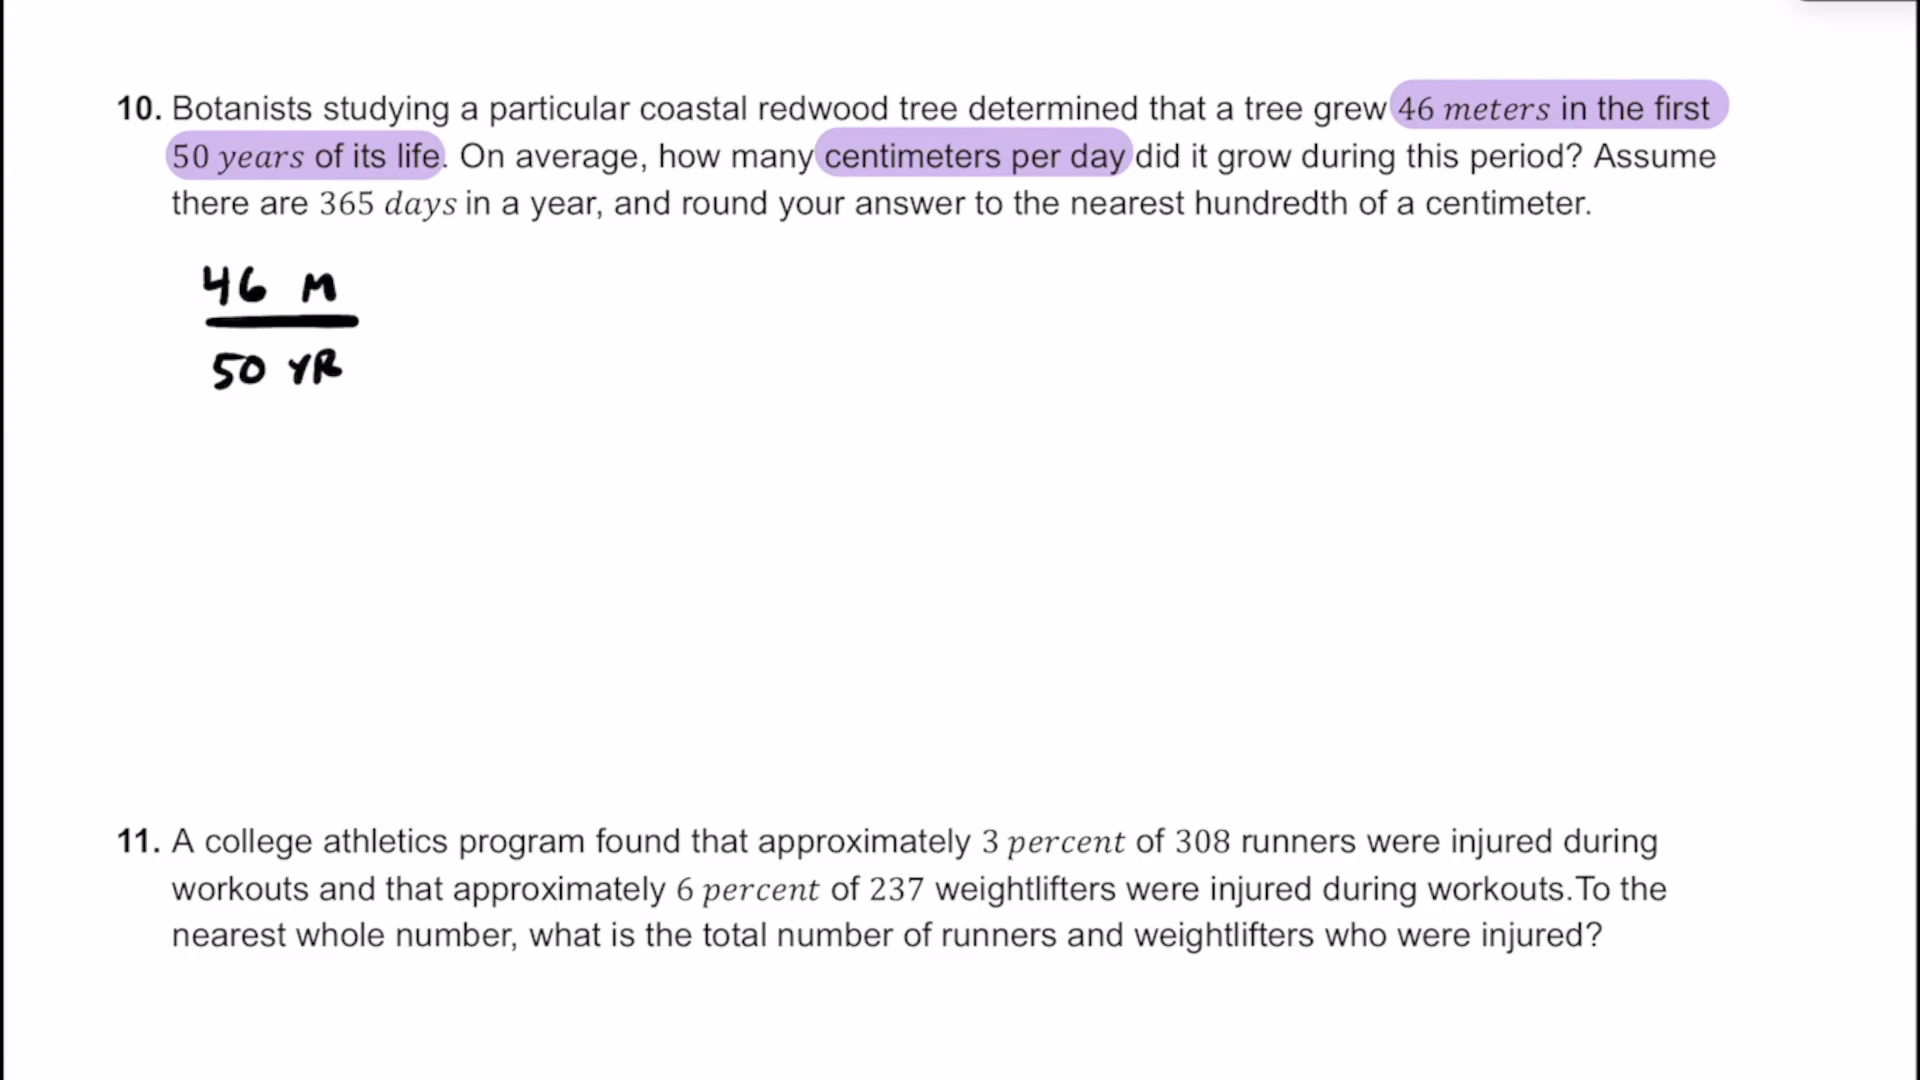 10. Botanists studying a particular coastal redwood tree determined that a tree grew 46 meters in the first
50 years of its life. On average, how many centimeters per day did it grow during this period? Assume
there are 365 days in a year, and round your answer to the nearest hundredth of a centimeter.
46 M
50 YR
11. A college athletics program found that approximately 3 percent of 308 runners were injured during
workouts and that approximately 6 percent of 237 weightlifters were injured during workouts.To the
nearest whole number, what is the total number of runners and weightlifters who were injured?